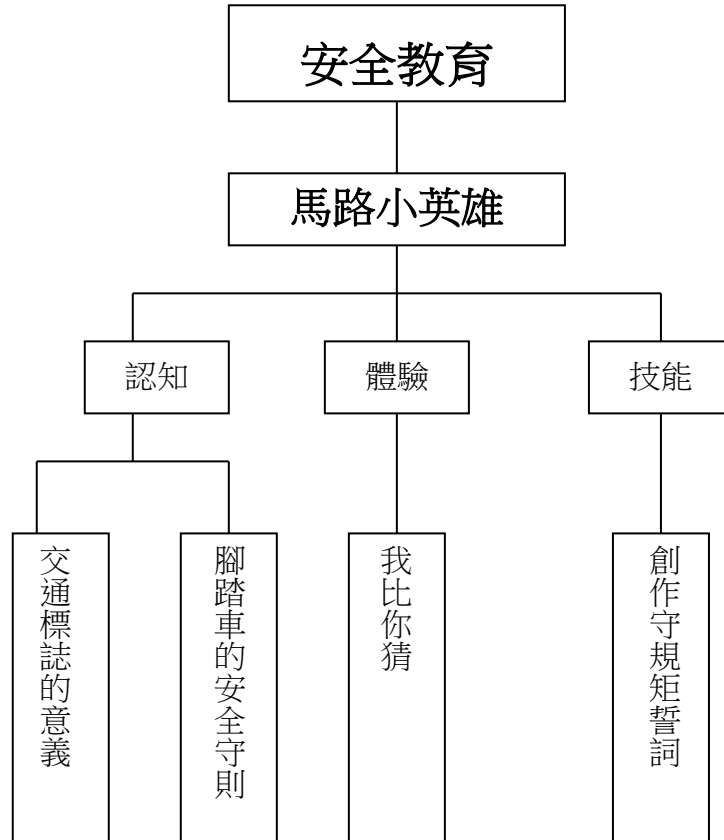 安全教育
馬路小英雄
認知
體驗
技能
交通標誌的意義
腳踏車的安全守則
我比你猜
創作守規矩誓詞